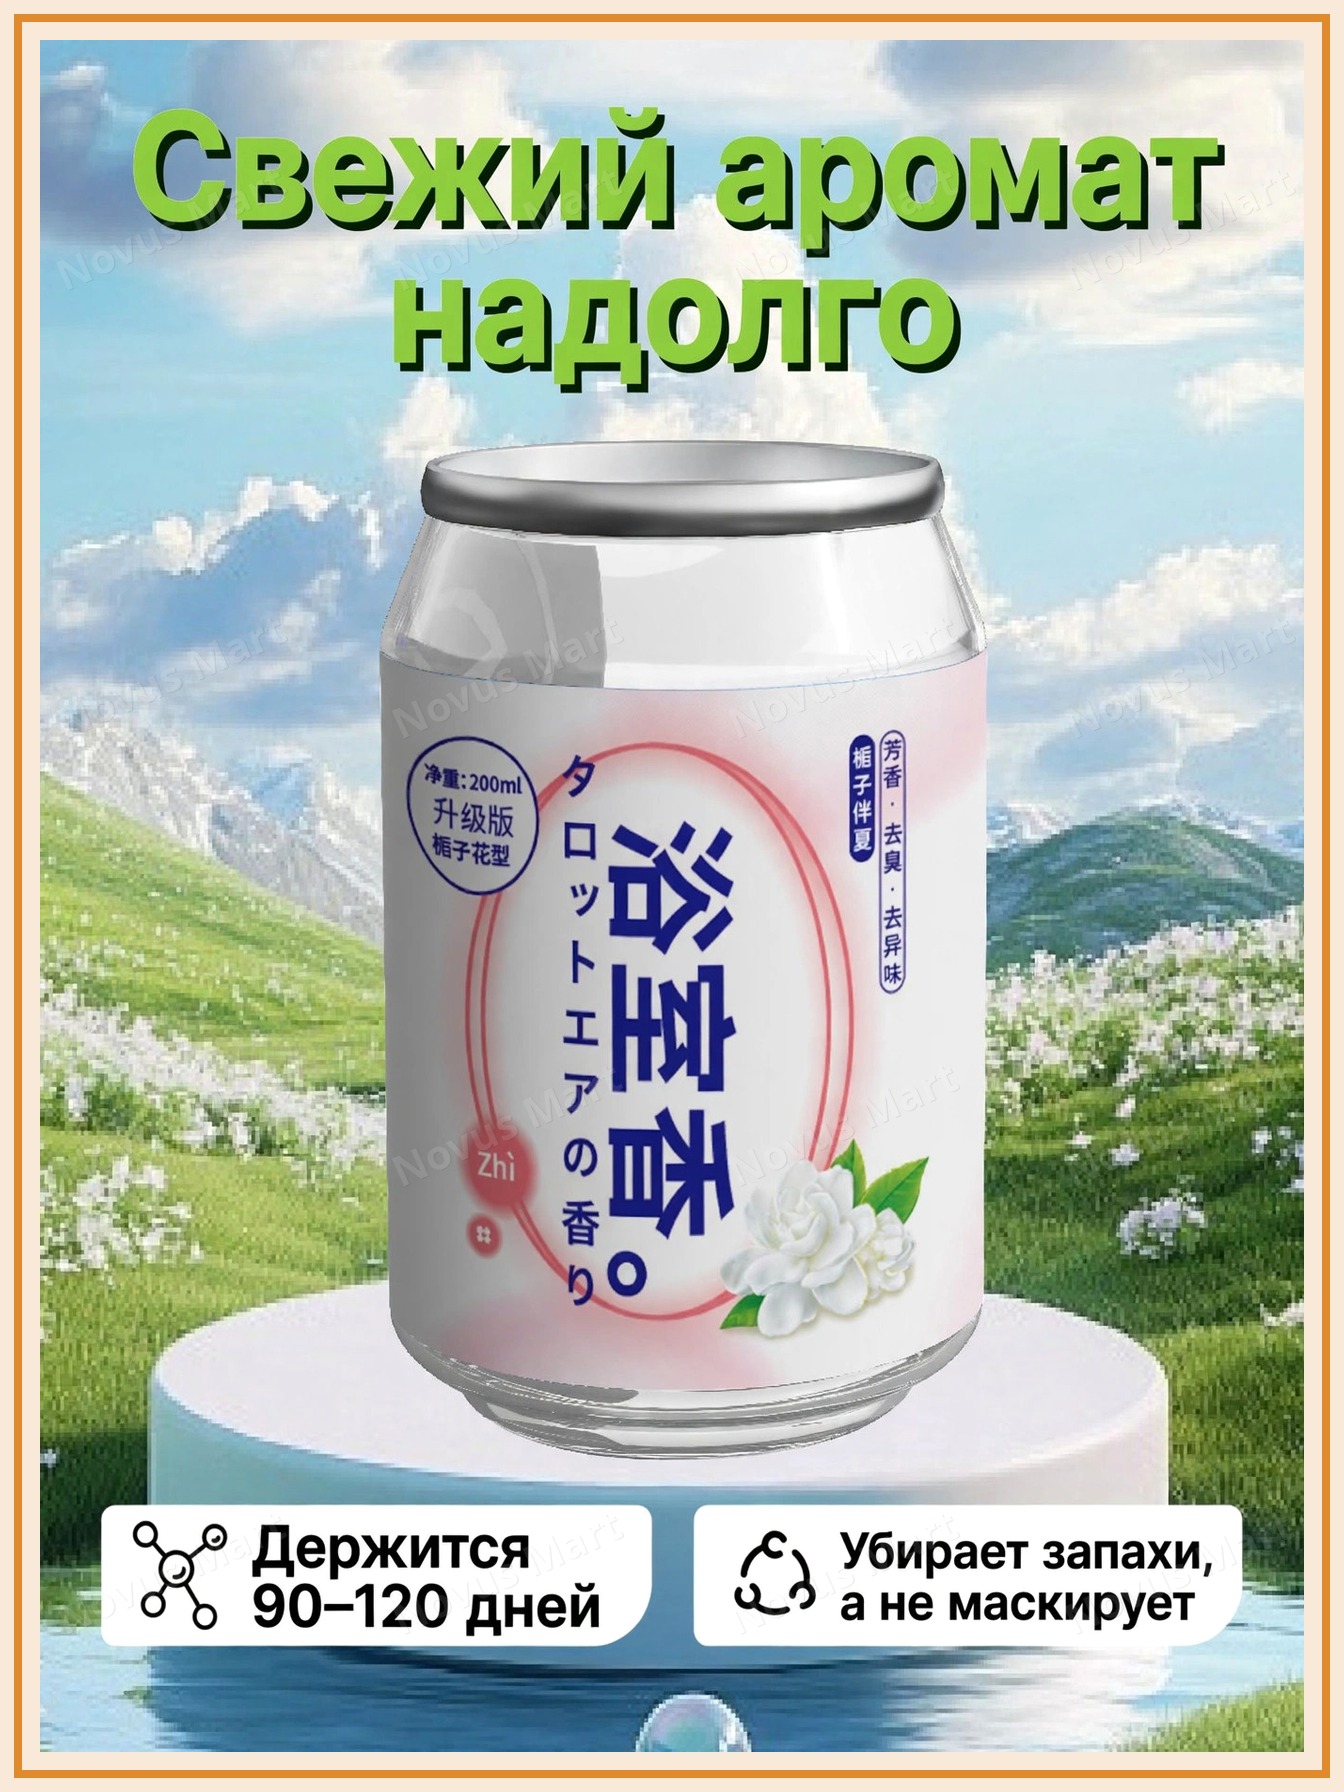 Свежий аромат
надолго
净重:200ml
升级版
栀子花型
タロットエアの香り
浴室香。
栀子伴夏
芳香·去臭·去异味
Zhì
Держится
90–120 дней
Убирает запахи,
а не маскирует
Novus Mart